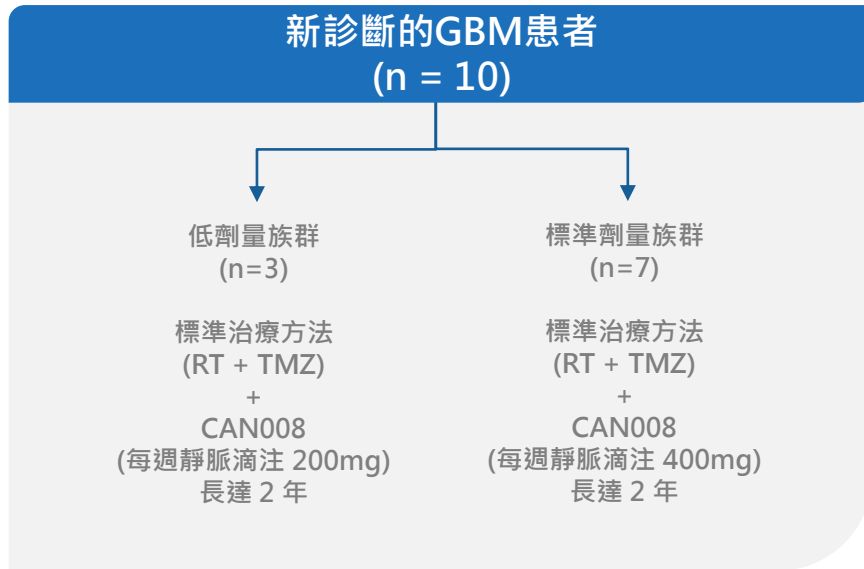 新診斷的GBM患者
(n = 10)
低劑量族群
(n=3)
標準治療方法
(RT + TMZ)
+
CAN008
(每週靜脈滴注 200mg)
長達 2 年
標準劑量族群
(n=7)
標準治療方法
(RT + TMZ)
+
CAN008
(每週靜脈滴注 400mg)
長達 2 年